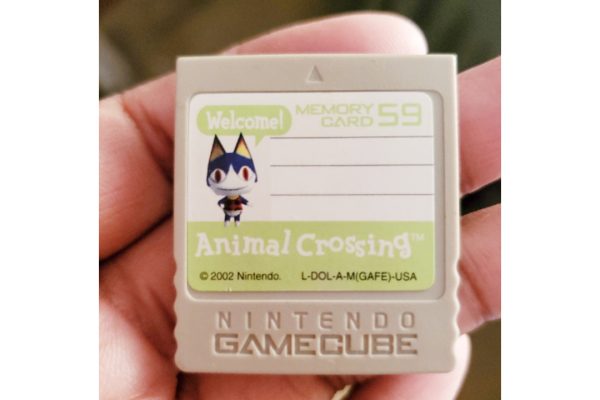 Welcome!
MEMORY
CARD 59
Animal Crossing™
© 2002 Nintendo. L-DOL-A-M(GAFE)-USA
NINTENDO
GAMECUBE